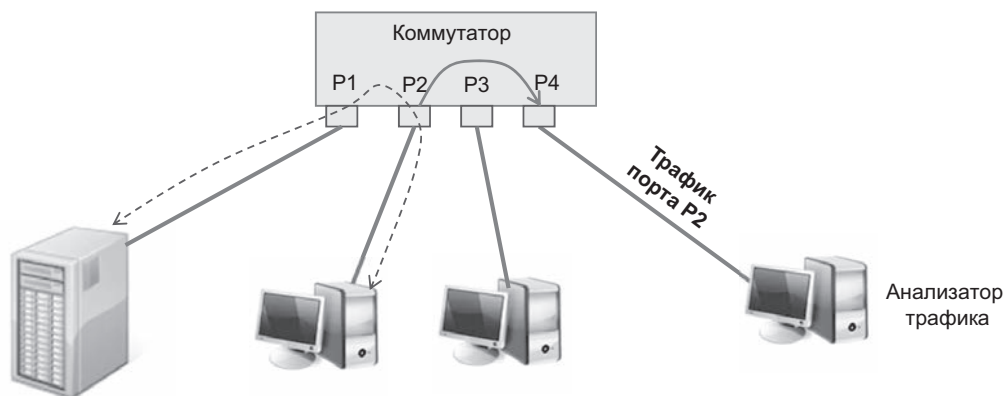 Коммутатор
P1 P2 P3 P4
Трафик
порта P2
Анализатор
трафика